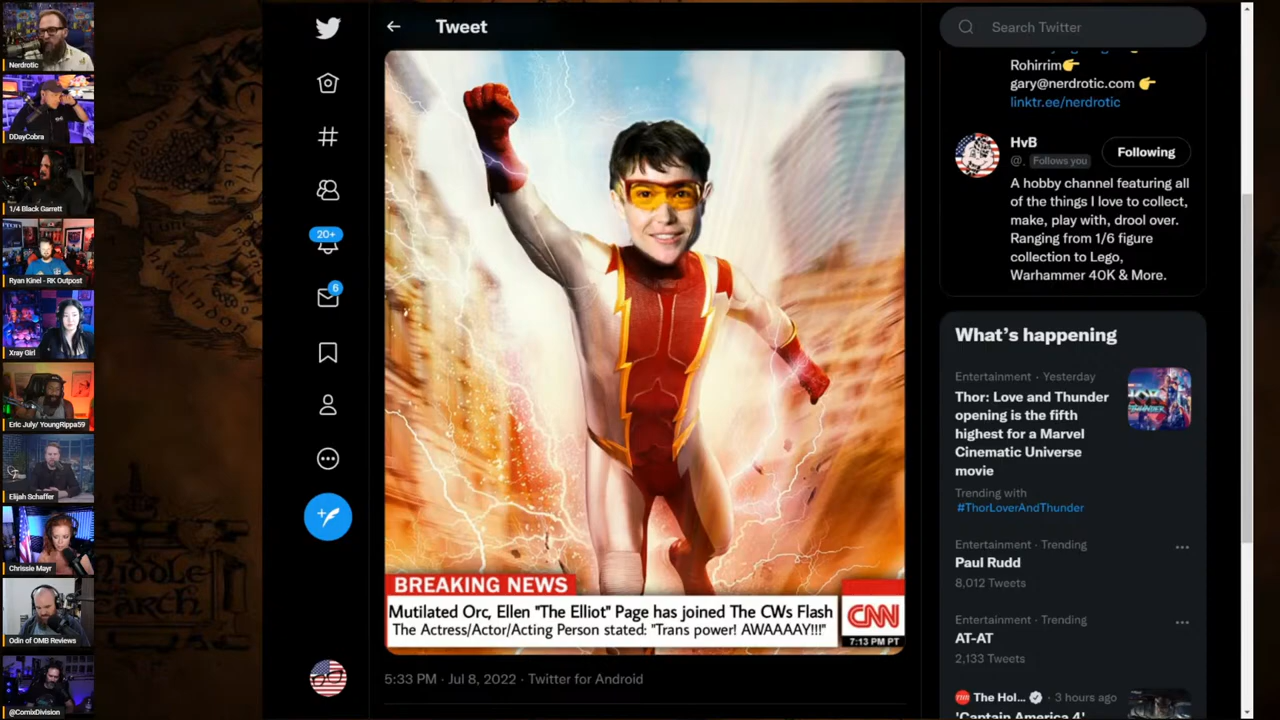 Nerdrotic
DDayCobra
1/4 Black Garrett
Ryan Kinel - RK Outpost
Xray Girl
Eric July/ YoungRippa59
Elijah Schaffer
Chrissie Mayr
Odin of OMB Reviews
@ComixDivision
20+
6
Tweet
BREAKING NEWS
Mutilated Orc, Ellen "The Elliot" Page has joined The CWs Flash
The Actress/Actor/Acting Person stated: "Trans power! AWAAAAY!!!"
CNN
7:13 PM PT
5:33 PM · Jul 8, 2022 · Twitter for Android
Search Twitter
Rohirrim👉
gary@nerdrotic.com 👉
linktr.ee/nerdrotic
HvB
@. Follows you
Following
A hobby channel featuring all
of the things I love to collect,
make, play with, drool over.
Ranging from 1/6 figure
collection to Lego,
Warhammer 40K & More.
What's happening
Entertainment · Yesterday
Thor: Love and Thunder
opening is the fifth
highest for a Marvel
Cinematic Universe
movie
Trending with
#ThorLoverAndThunder
Entertainment · Trending
Paul Rudd
8,012 Tweets
Entertainment · Trending
AT-AT
2,133 Tweets
The Hol... · 3 hours ago
'Captain America 4'